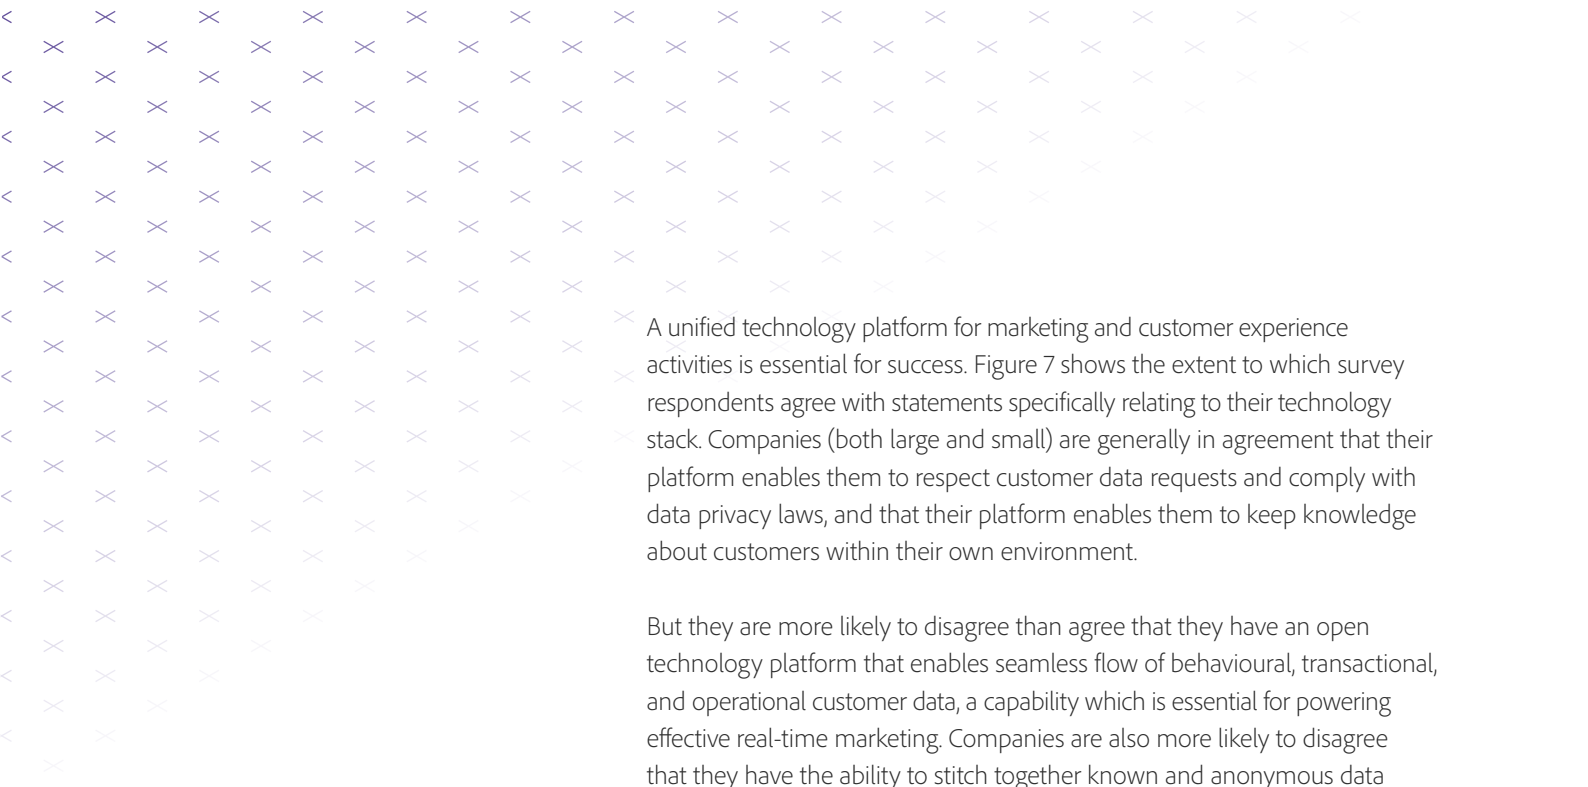 A unified technology platform for marketing and customer experience
activities is essential for success. Figure 7 shows the extent to which survey
respondents agree with statements specifically relating to their technology
stack. Companies (both large and small) are generally in agreement that their
platform enables them to respect customer data requests and comply with
data privacy laws, and that their platform enables them to keep knowledge
about customers within their own environment.
But they are more likely to disagree than agree that they have an open
technology platform that enables seamless flow of behavioural, transactional,
and operational customer data, a capability which is essential for powering
effective real-time marketing. Companies are also more likely to disagree
that they have the ability to stitch together known and anonymous data